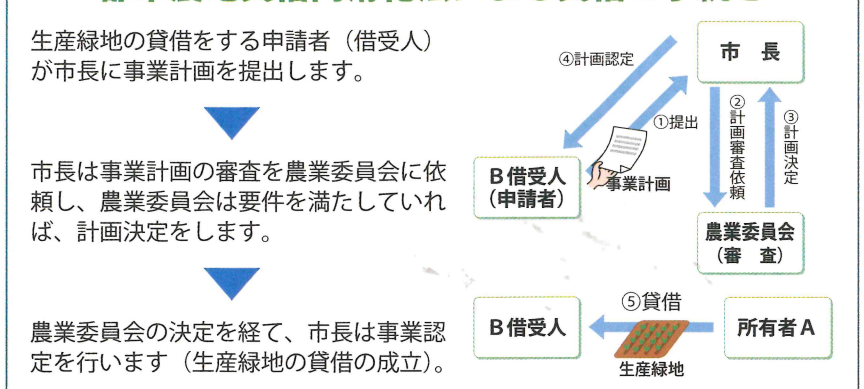 生産緑地の貸借をする申請者（借受人）
が市長に事業計画を提出します。
市長は事業計画の審査を農業委員会に依
頼し、農業委員会は要件を満たしていれ
ば、計画決定をします。
農業委員会の決定を経て、市長は事業認
定を行います（生産緑地の貸借の成立）。
市　長
④計画認定
①提出
②計画審査依頼
③計画決定
事業計画
Ｂ借受人
（申請者）
農業委員会
（審　査）
Ｂ借受人
⑤貸借
生産緑地
所有者Ａ